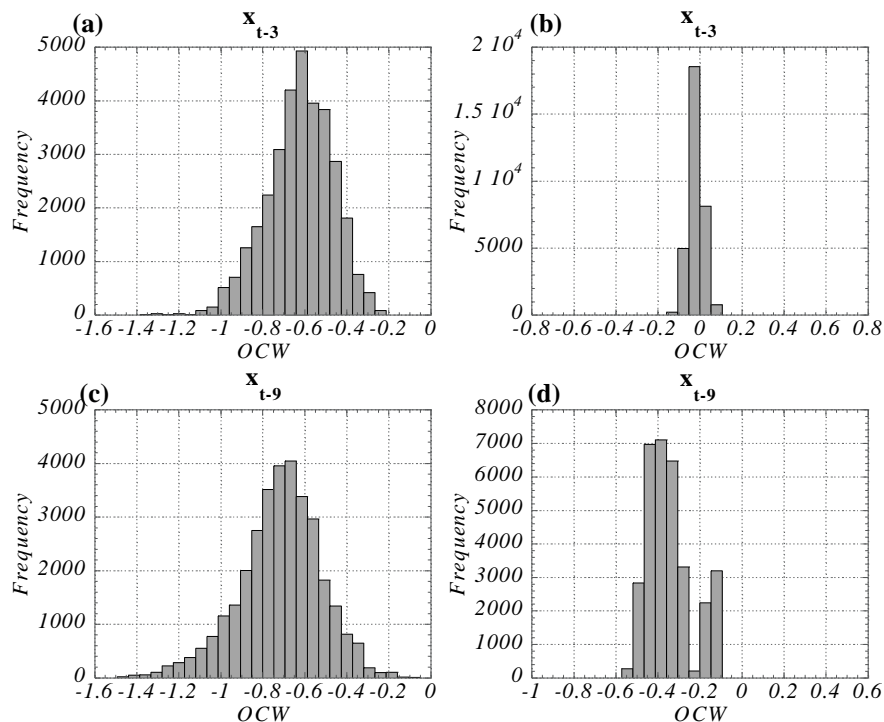 (a)
x t-3
5000
4000
3000
2000
1000
0
Frequency
-1.6 -1.4 -1.2 -1 -0.8 -0.6 -0.4 -0.2 0
OCW
(b)
x t-3
2 10^4
1.5 10^4
1 10^4
5000
0
Frequency
-0.8 -0.6 -0.4 -0.2 0 0.2 0.4 0.6 0.8
OCW
(c)
x t-9
5000
4000
3000
2000
1000
0
Frequency
-1.6 -1.4 -1.2 -1 -0.8 -0.6 -0.4 -0.2 0
OCW
(d)
x t-9
8000
7000
6000
5000
4000
3000
2000
1000
0
Frequency
-1 -0.8 -0.6 -0.4 -0.2 0 0.2 0.4 0.6
OCW